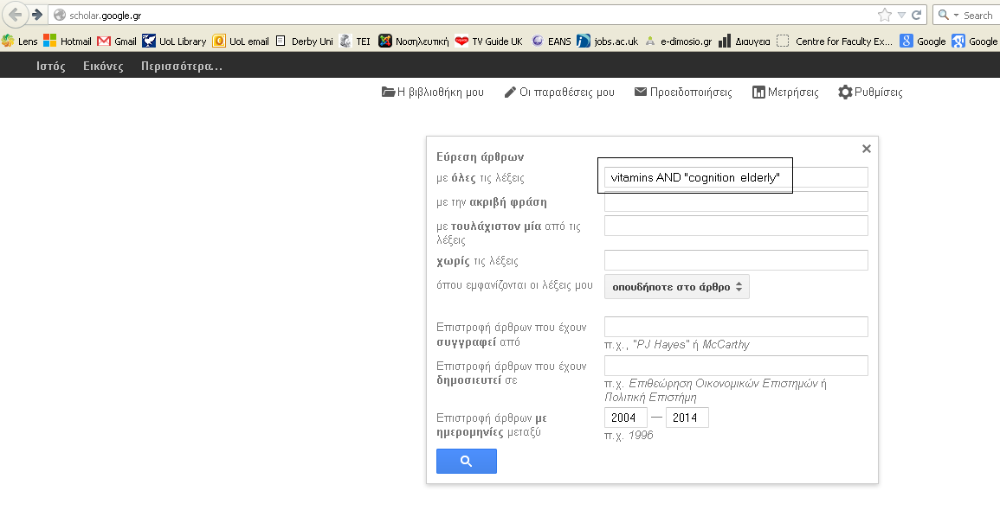 scholar.google.gr
Search
Lens Hotmail Gmail UoL Library UoL email Derby Uni TEI Νοσηλευτική TV Guide UK EANS jobs.ac.uk e-dimosio.gr Διαυγεια Centre for Faculty Ex... Google Google
Ιστός Εικόνες Περισσότερα...
Η βιβλιοθήκη μου Οι παραθέσεις μου Προειδοποιήσεις Μετρήσεις Ρυθμίσεις
Εύρεση άρθρων
με όλες τις λέξεις
vitamins AND "cognition elderly"
με την ακριβή φράση
με τουλάχιστον μία από τις
λέξεις
χωρίς τις λέξεις
όπου εμφανίζονται οι λέξεις μου
οπουδήποτε στο άρθρο
Επιστροφή άρθρων που έχουν
συγγραφεί από
π.χ., "PJ Hayes" ή McCarthy
Επιστροφή άρθρων που έχουν
δημοσιευτεί σε
π.χ. Επιθεώρηση Οικονομικών Επιστημών ή
Πολιτική Επιστήμη
Επιστροφή άρθρων με
ημερομηνίες μεταξύ
2004 — 2014
π.χ. 1996